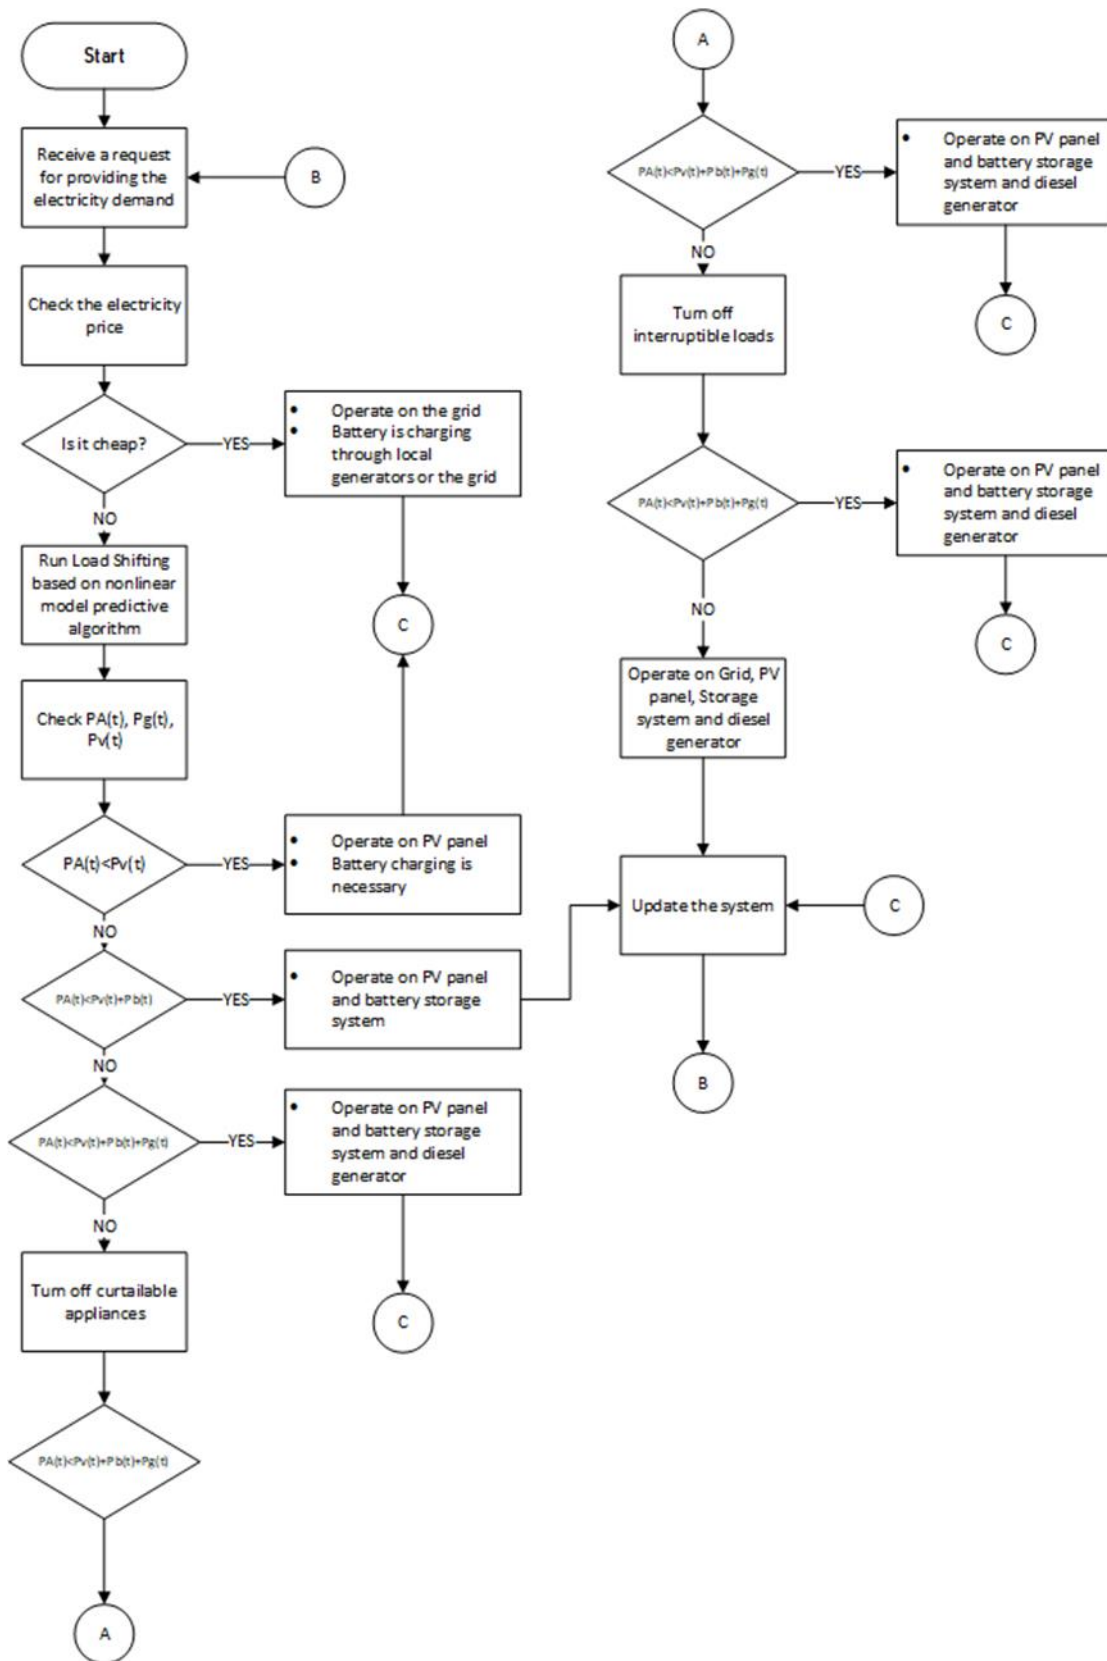 Start
Receive a request
for providing the
electricity demand
B
Check the electricity
price
Is it cheap?
YES
• Operate on the grid
• Battery is charging
through local
generators or the grid
NO
Run Load Shifting
based on nonlinear
model predictive
algorithm
C
Check PA(t), Pg(t),
Pv(t)
PA(t)<Pv(t)
YES
• Operate on PV panel
• Battery charging is
necessary
NO
PA(t)<Pv(t)+Pb(t)
YES
• Operate on PV panel
and battery storage
system
NO
PA(t)<Pv(t)+Pb(t)+Pg(t)
YES
• Operate on PV panel
and battery storage
system and diesel
generator
NO
Turn off curtailable
appliances
C
PA(t)<Pv(t)+Pb(t)+Pg(t)
A
A
PA(t)<Pv(t)+Pb(t)+Pg(t)
YES
• Operate on PV panel
and battery storage
system and diesel
generator
NO
Turn off
interruptible loads
C
PA(t)<Pv(t)+Pb(t)+Pg(t)
YES
• Operate on PV panel
and battery storage
system and diesel
generator
NO
C
Operate on Grid, PV
panel, Storage
system and diesel
generator
Update the system
C
B